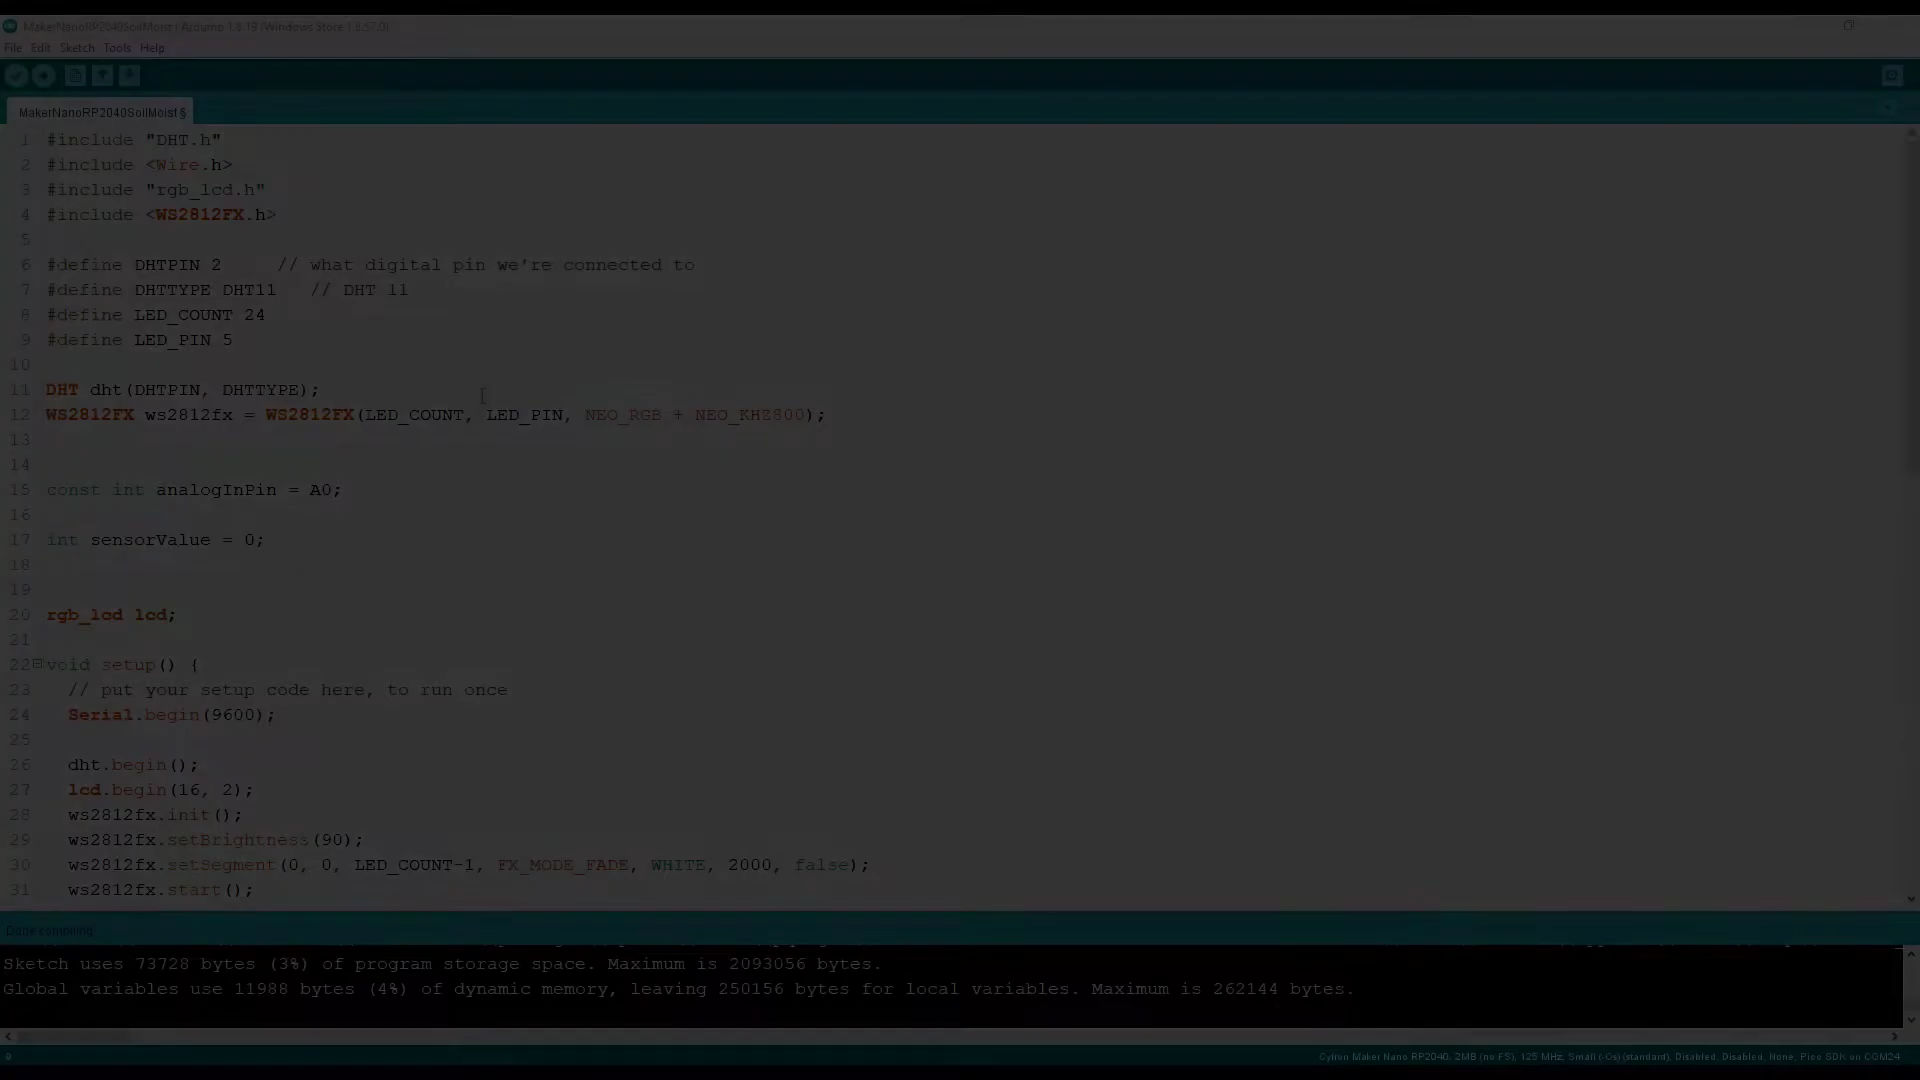 MakerNanoRP2040SoilMoist | Arduino 1.8.19 (Windows Store 1.8.57.0)
File Edit Sketch Tools Help
MakerNanoRP2040SoilMoist §
1 #include "DHT.h"
2 #include <Wire.h>
3 #include "rgb_lcd.h"
4 #include <WS2812FX.h>
5
6 #define DHTPIN 2     // what digital pin we're connected to
7 #define DHTTYPE DHT11   // DHT 11
8 #define LED_COUNT 24
9 #define LED_PIN 5
10
11 DHT dht(DHTPIN, DHTTYPE);
12 WS2812FX ws2812fx = WS2812FX(LED_COUNT, LED_PIN, NEO_RGB + NEO_KHZ800);
13
14
15 const int analogInPin = A0;
16
17 int sensorValue = 0;
18
19
20 rgb_lcd lcd;
21
22 void setup() {
23   // put your setup code here, to run once
24   Serial.begin(9600);
25
26   dht.begin();
27   lcd.begin(16, 2);
28   ws2812fx.init();
29   ws2812fx.setBrightness(90);
30   ws2812fx.setSegment(0, 0, LED_COUNT-1, FX_MODE_FADE, WHITE, 2000, false);
31   ws2812fx.start();
Done compiling.
Sketch uses 73728 bytes (3%) of program storage space. Maximum is 2093056 bytes.
Global variables use 11988 bytes (4%) of dynamic memory, leaving 250156 bytes for local variables. Maximum is 262144 bytes.
9
Cytron Maker Nano RP2040, 2MB (no FS), 125 MHz, Small (-Os) (standard), Disabled, Disabled, None, Pico SDK on COM24